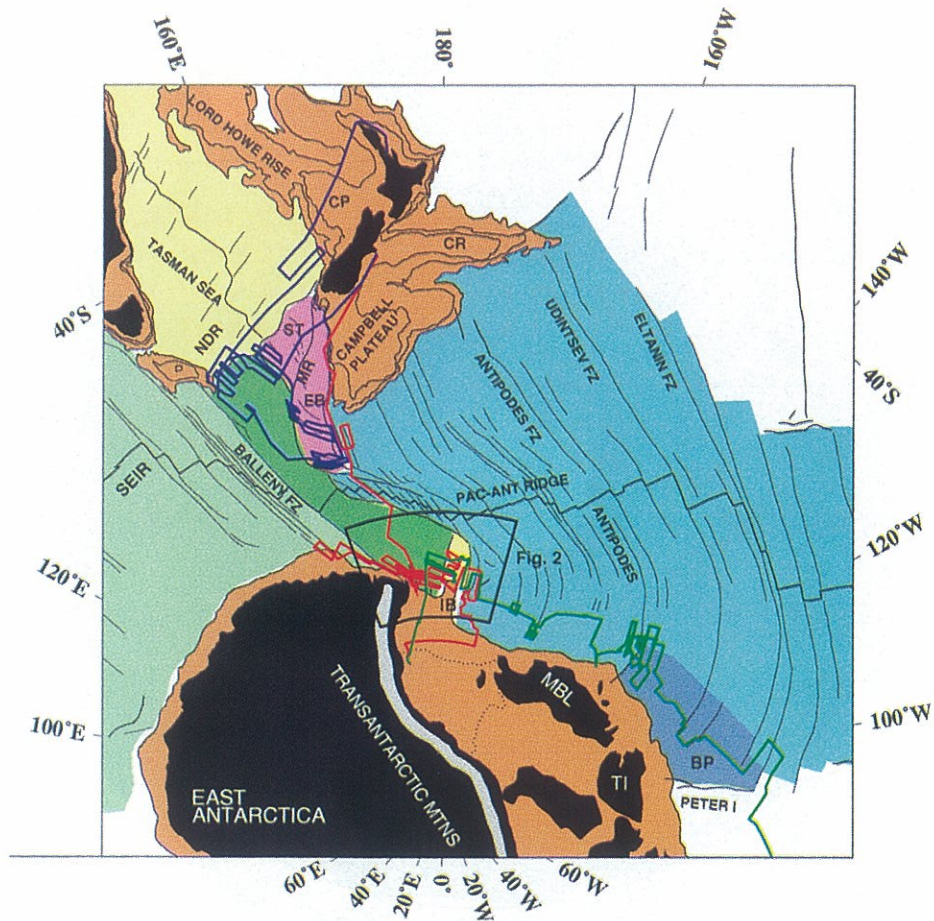 160°E
180°
160°W
LORD HOWE RISE
CP
CR
TASMAN SEA
140°W
40°S
NDR
ST
CAMPBELL
PLATEAU
UDINTSEV FZ
ELTANIN FZ
MR
ANTIPODES FZ
40°S
EB
SEIR
BALLENY FZ
PAC-ANT RIDGE
ANTIPODES
120°W
Fig. 2
120°E
IB
TRANSANTARCTIC MTNS
MBL
100°E
100°W
BP
TI
EAST
ANTARCTICA
PETER I
60°E
40°E
20°E
0°
20°W
40°W
60°W